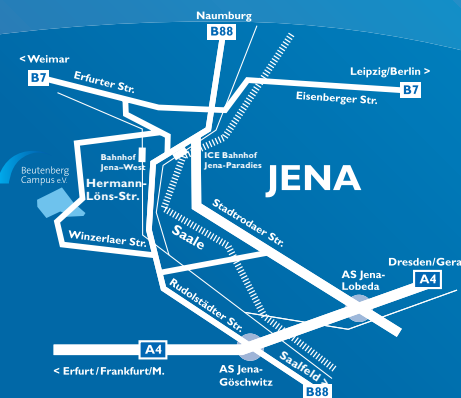 Naumburg
B88
< Weimar
B7
Erfurter Str.
Leipzig/Berlin >
B7
Eisenberger Str.
Bahnhof
Jena–West
ICE Bahnhof
Jena-Paradies
JENA
Beutenberg
Campus e.V.
Hermann-
Löns-Str.
Stadtrodaer Str.
Winzerlaer Str.
Saale
Dresden/Gera
A4
AS Jena-
Lobeda
Rudolstädter Str.
A4
< Erfurt/Frankfurt/M.
AS Jena-
Göschwitz
Saalfeld >
B88